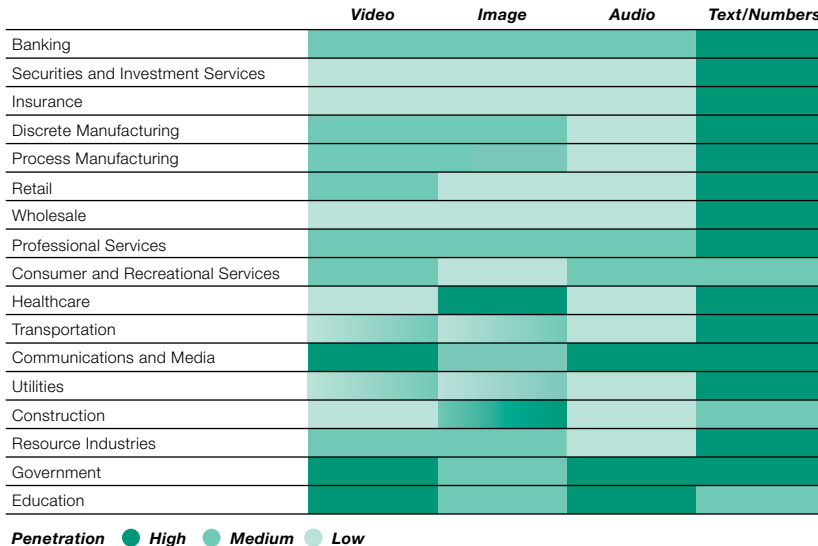 Video Image Audio Text/Numbers
Banking
Securities and Investment Services
Insurance
Discrete Manufacturing
Process Manufacturing
Retail
Wholesale
Professional Services
Consumer and Recreational Services
Healthcare
Transportation
Communications and Media
Utilities
Construction
Resource Industries
Government
Education
Penetration High Medium Low